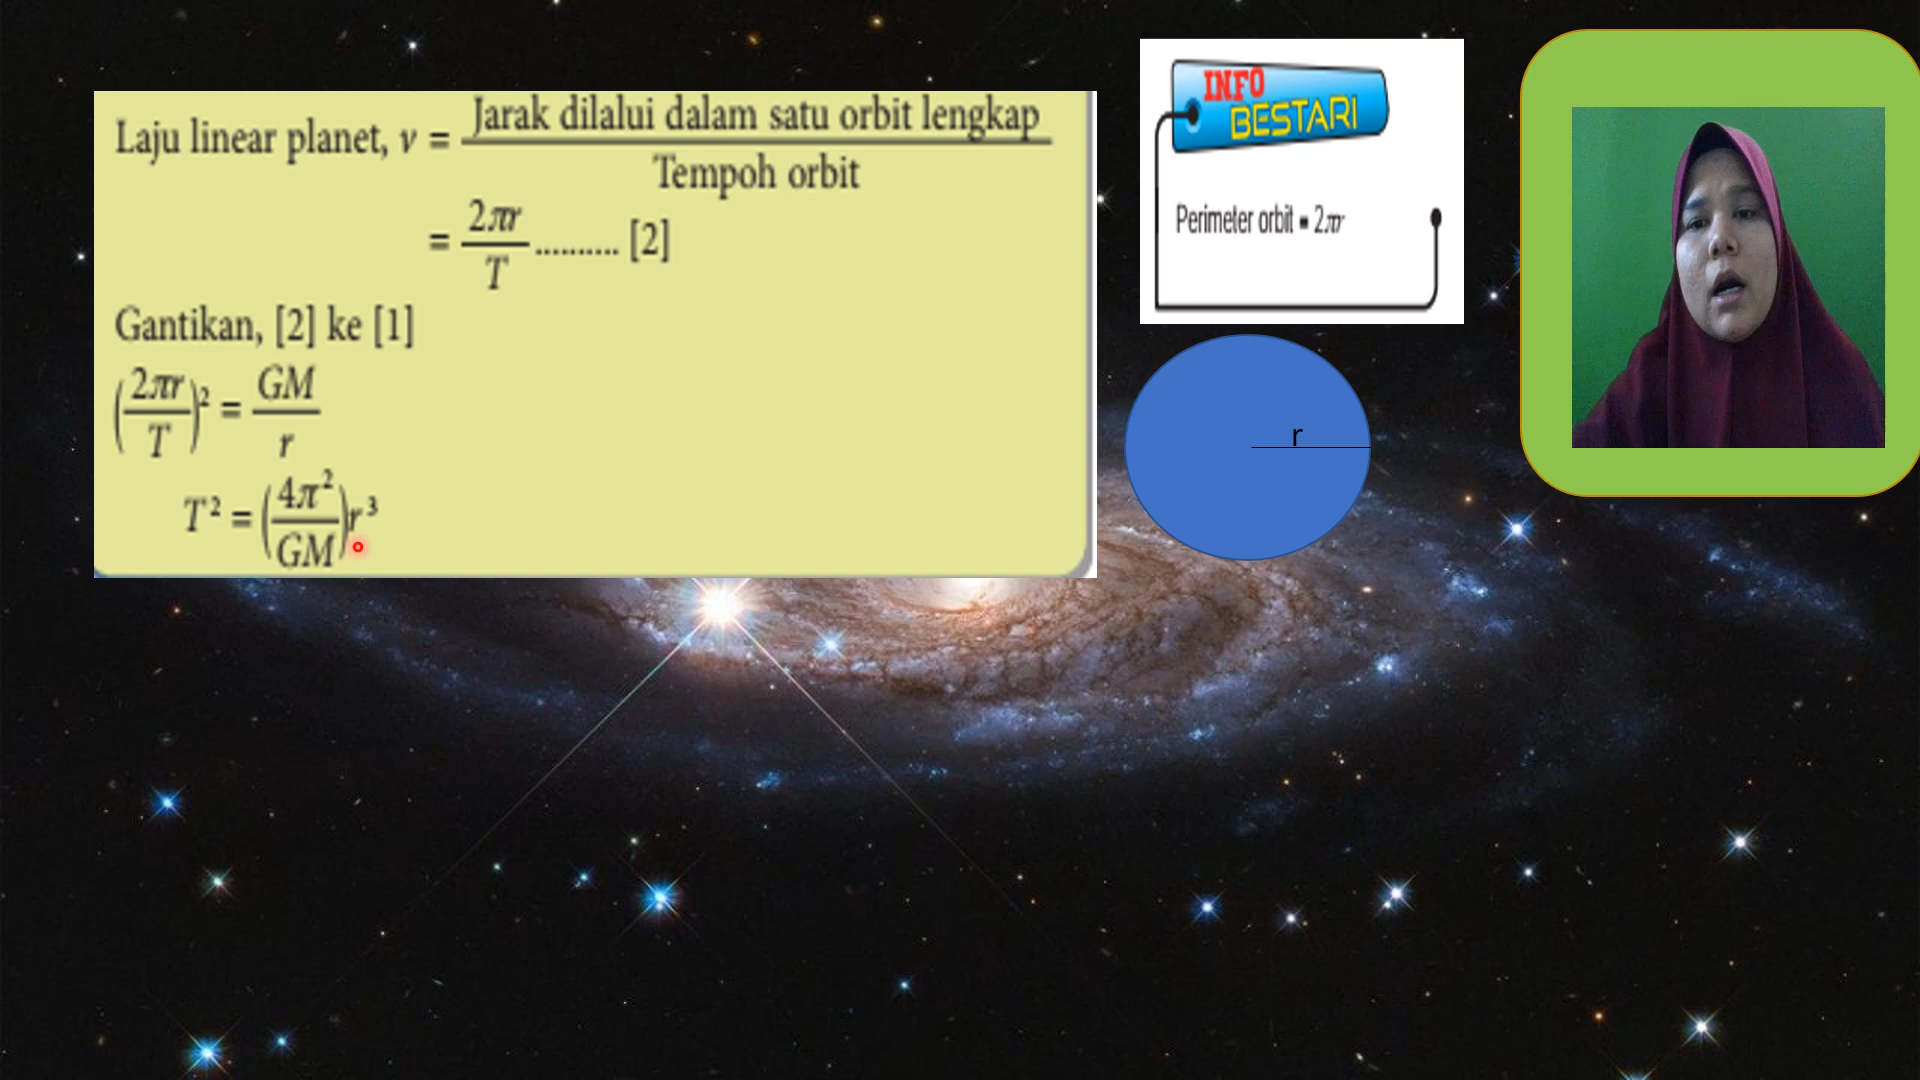 Laju linear planet, v = Jarak dilalui dalam satu orbit lengkap / Tempoh orbit
= 2πr / T .......... [2]
Gantikan, [2] ke [1]
(2πr / T)² = GM / r
T² = (4π² / GM)r³
INFO
BESTARI
Perimeter orbit = 2πr
r